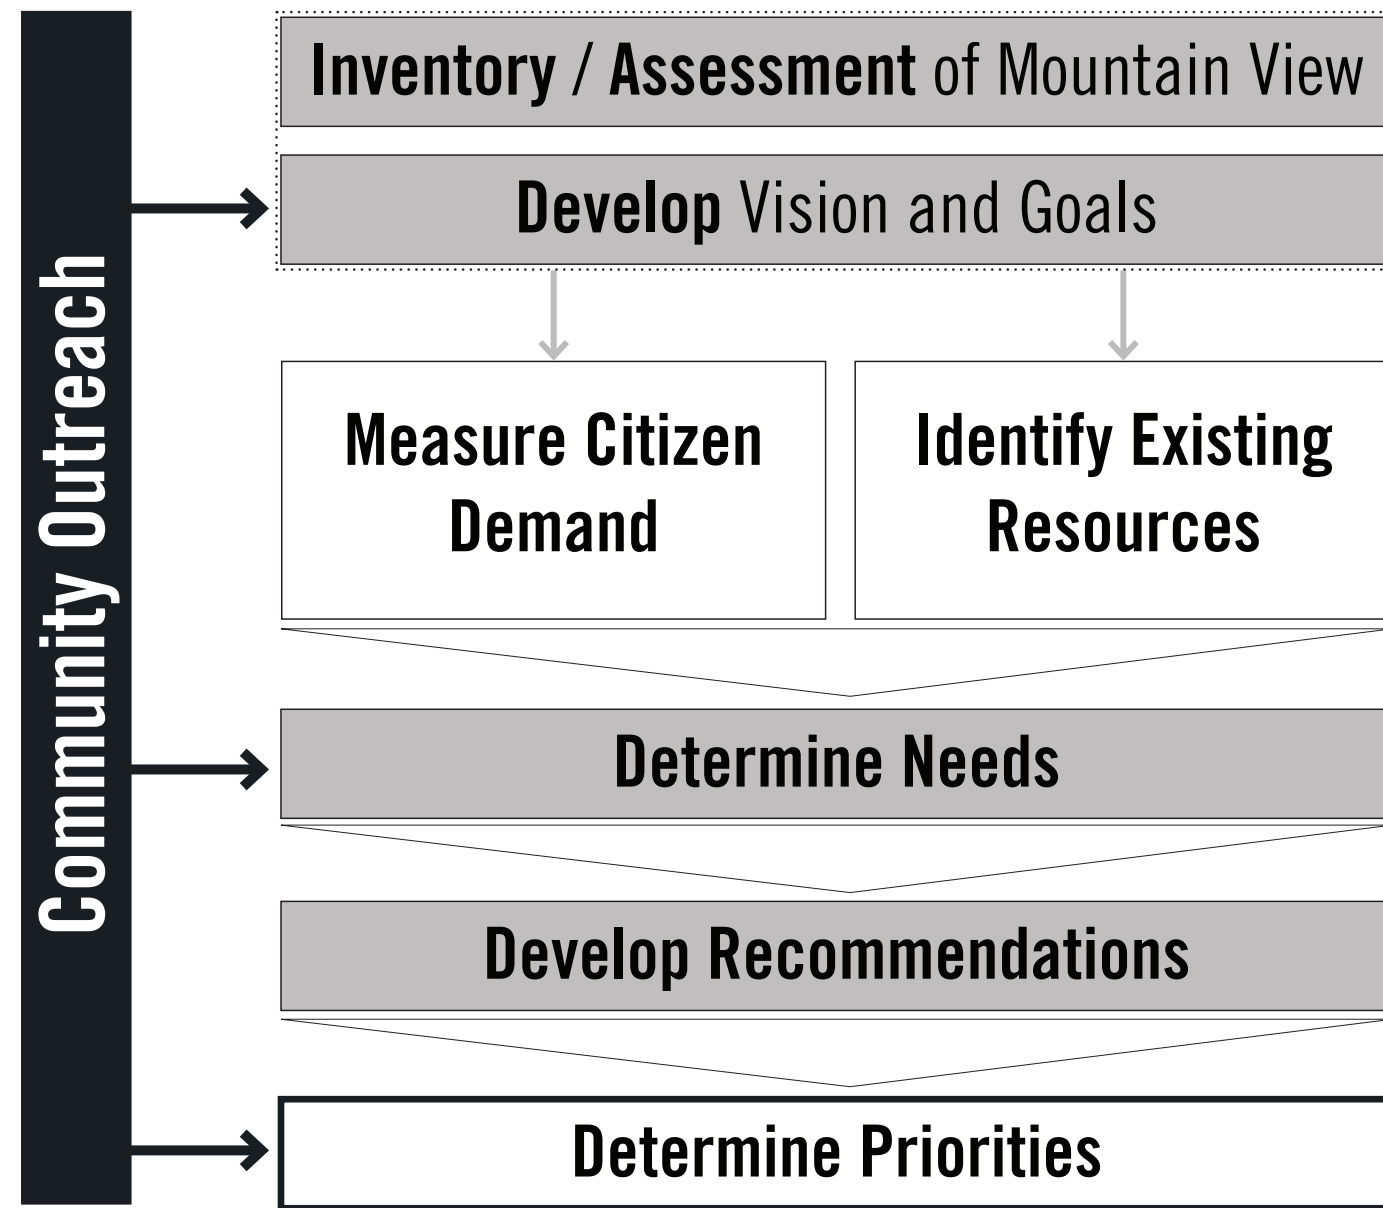 Community Outreach
Inventory / Assessment of Mountain View
Develop Vision and Goals
Measure Citizen
Demand
Identify Existing
Resources
Determine Needs
Develop Recommendations
Determine Priorities